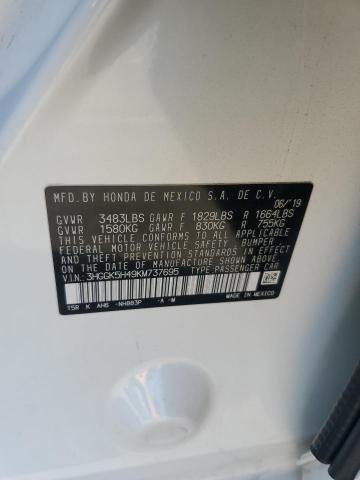 MFD.BY HONDA DE MEXICO S.A. DE C.V.
06/'19
GVWR 3483LBS GAWR F 1829LBS R 1664LBS
GVWR 1580KG GAWR F 830KG R 755KG
THIS VEHICLE CONFORMS TO ALL APPLICABLE
FEDERAL MOTOR VEHICLE SAFETY, BUMPER
AND THEFT PREVENTION STANDARDS IN EFFECT
ON THE DATE OF MANUFACTURE SHOWN ABOVE.
V.I.N.: 3HGGK5H49KM737695 TYPE:PASSENGER CAR
MADE IN MEXICO
T5R K AH6 -NH883P -A -M